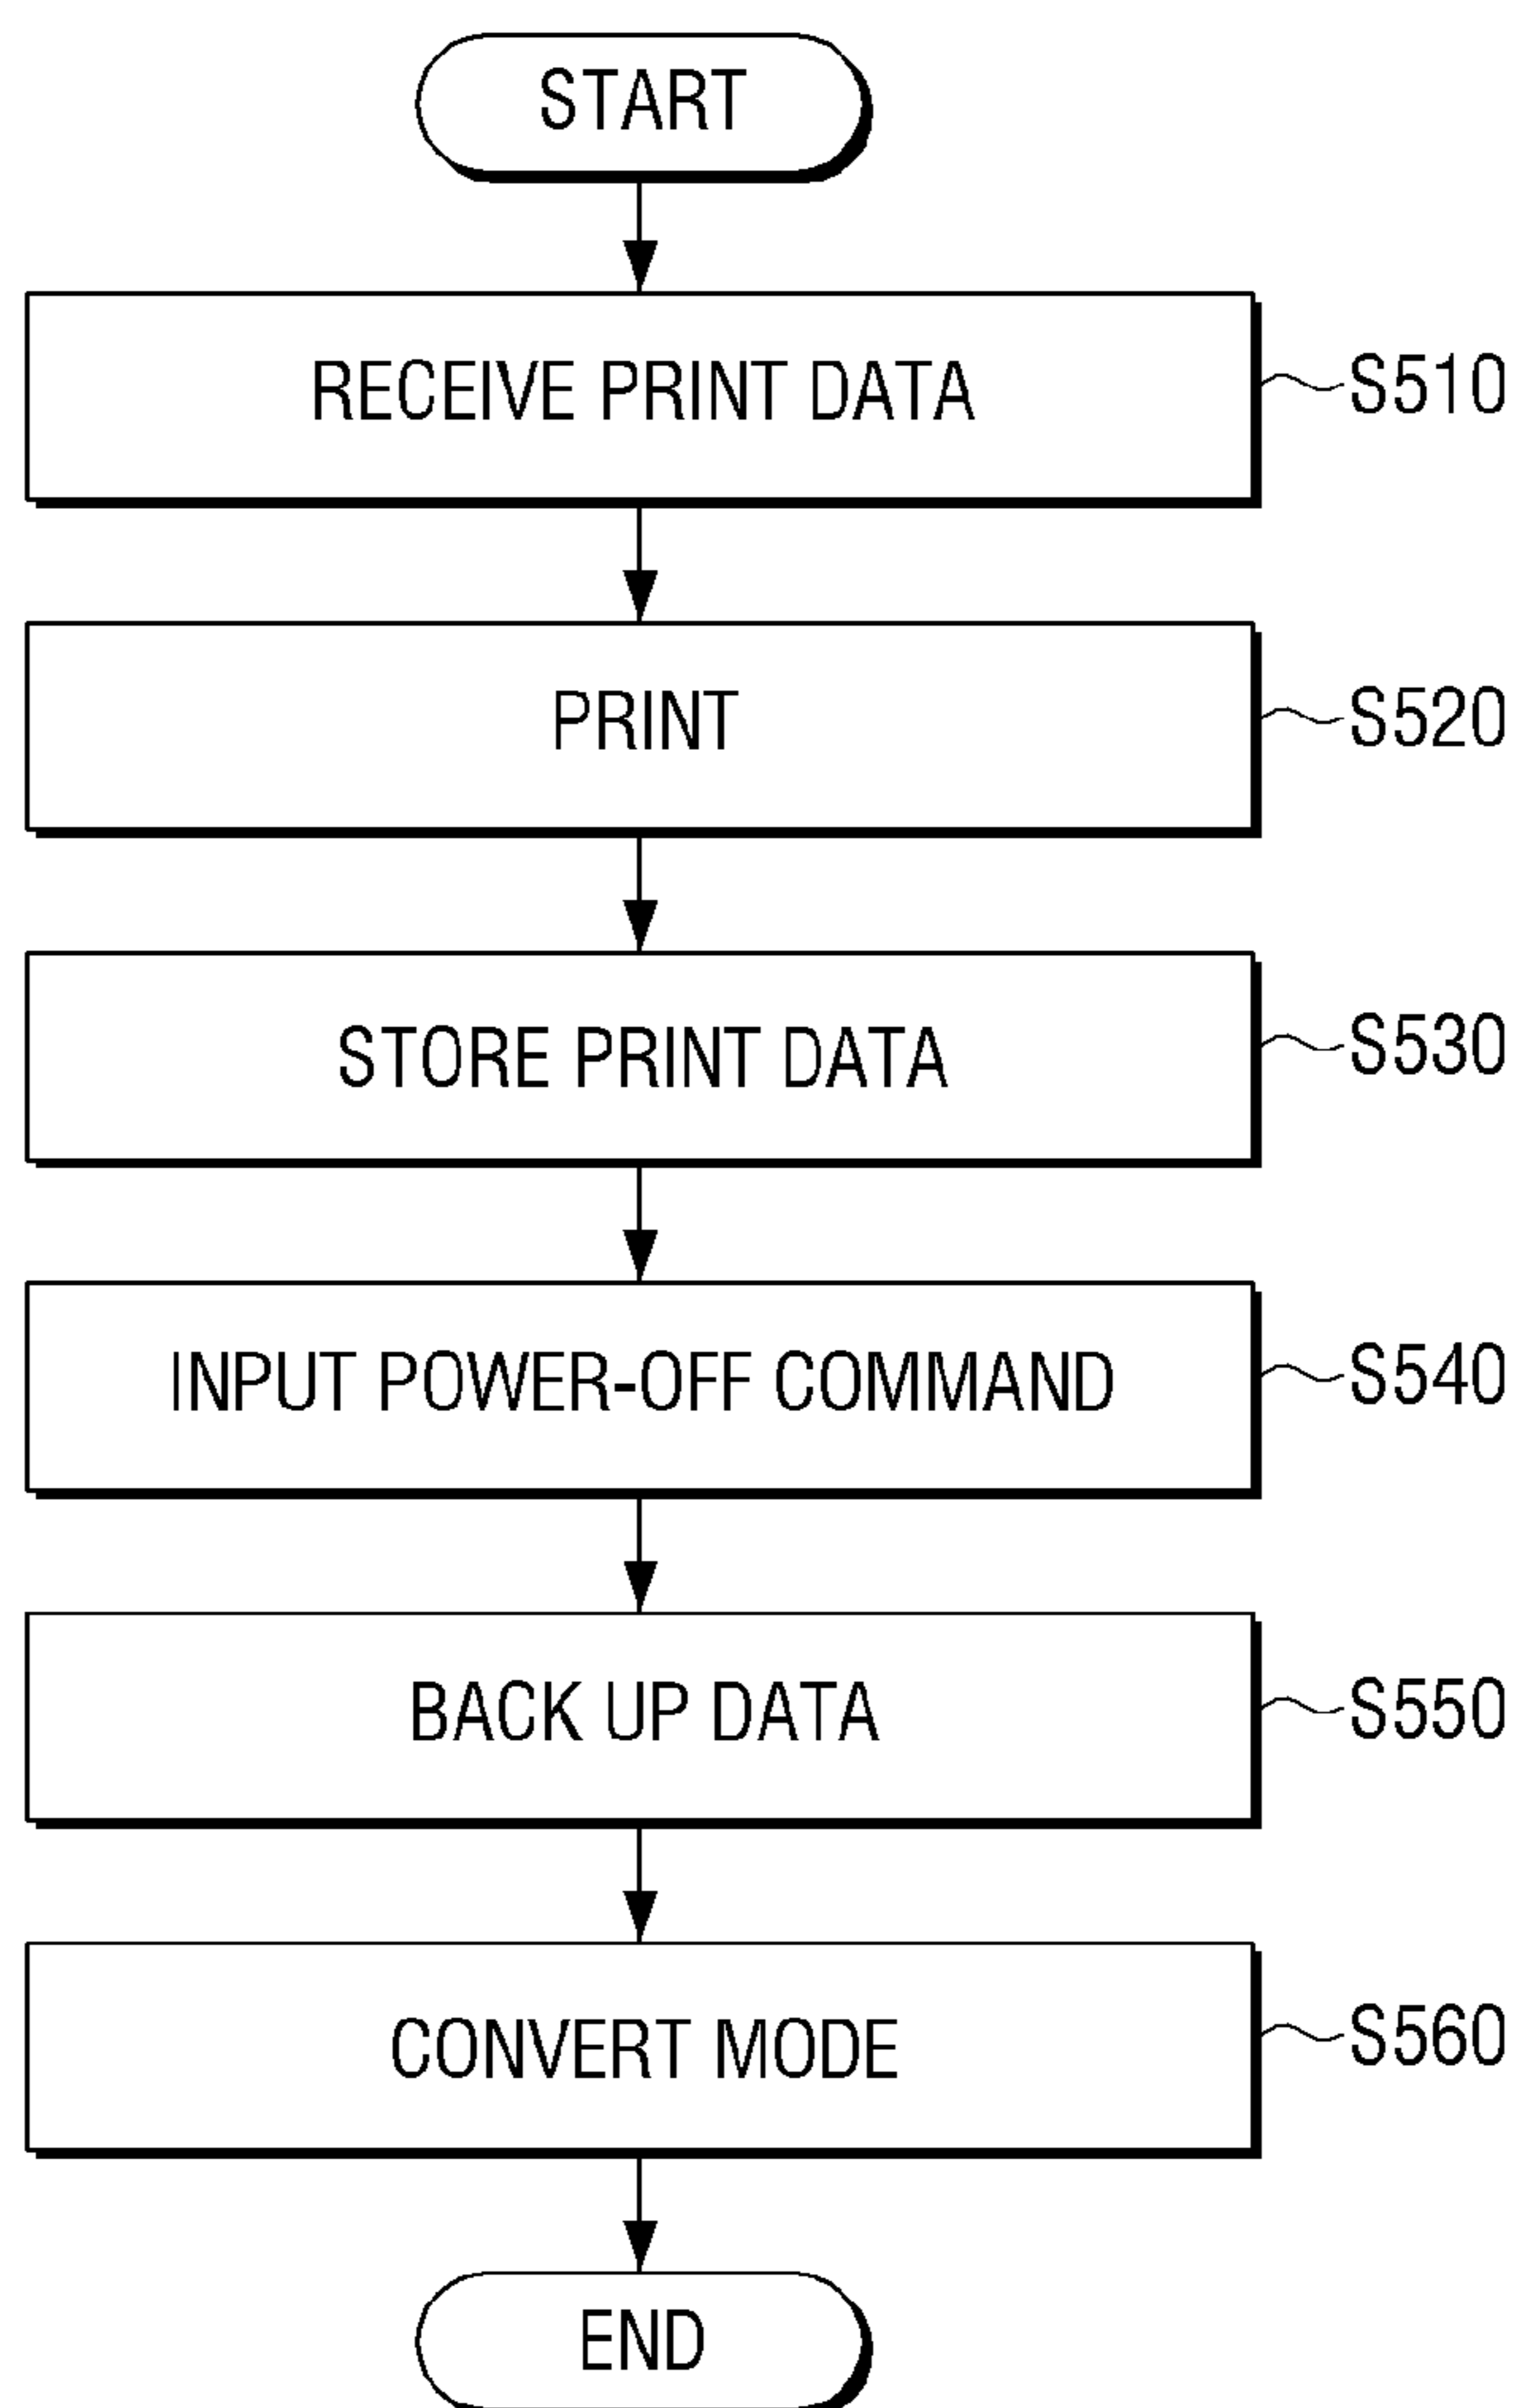 START
RECEIVE PRINT DATA S510
PRINT S520
STORE PRINT DATA S530
INPUT POWER-OFF COMMAND S540
BACK UP DATA S550
CONVERT MODE S560
END